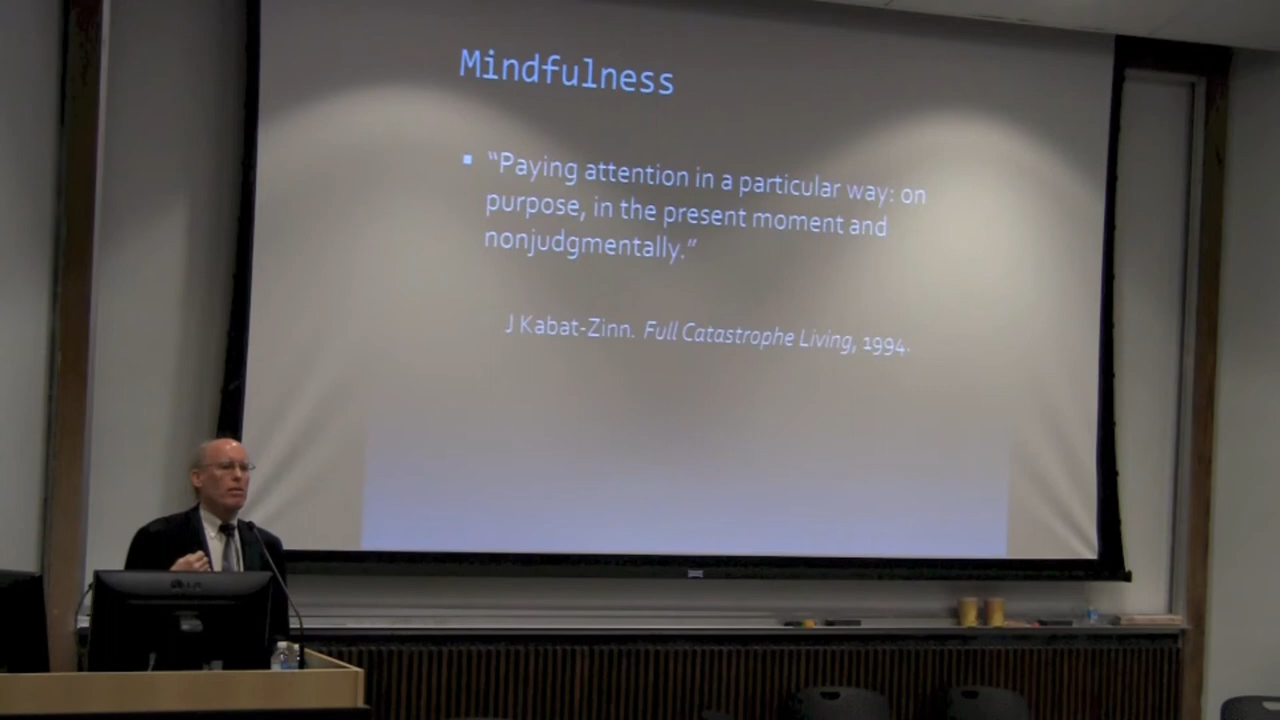 Mindfulness
▪ “Paying attention in a particular way: on
purpose, in the present moment and
nonjudgmentally.”
J Kabat-Zinn. Full Catastrophe Living, 1994.
LG